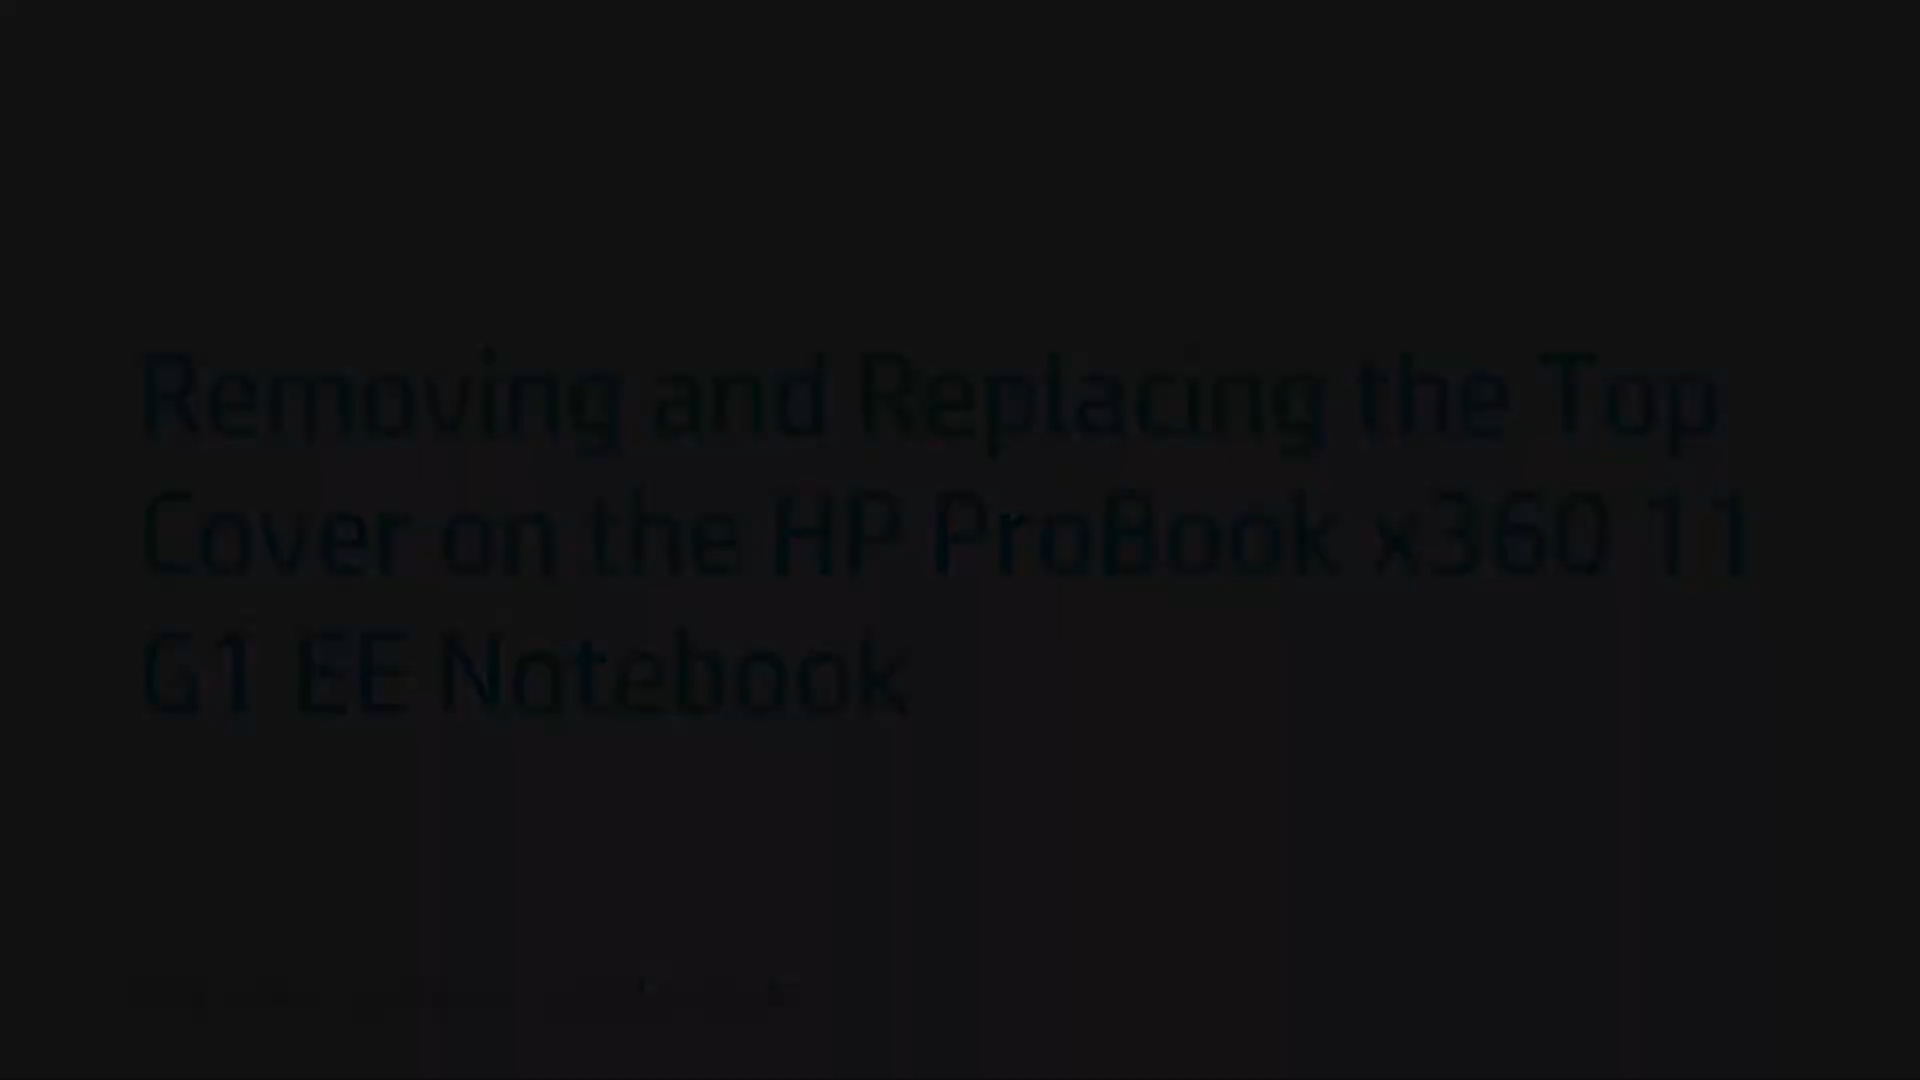 Removing and Replacing the Top
Cover on the HP ProBook x360 11
G1 EE Notebook